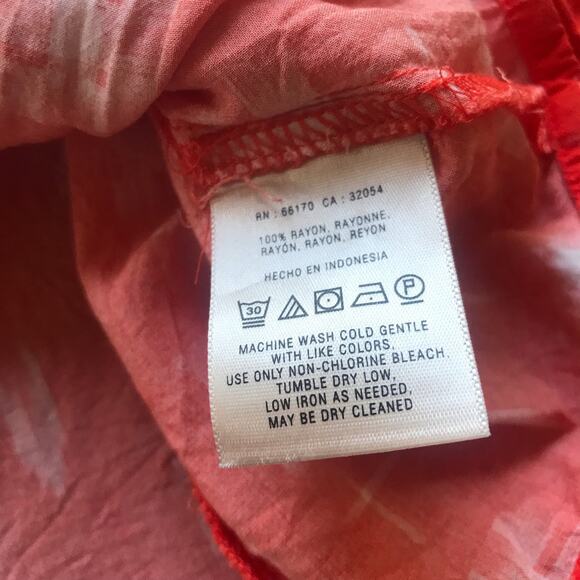 RN : 66170 CA : 32054
100% RAYON, RAYONNE,
RAYÓN, RAYON, REYON
HECHO EN INDONESIA
30 P
MACHINE WASH COLD GENTLE
WITH LIKE COLORS.
USE ONLY NON-CHLORINE BLEACH.
TUMBLE DRY LOW,
LOW IRON AS NEEDED,
MAY BE DRY CLEANED